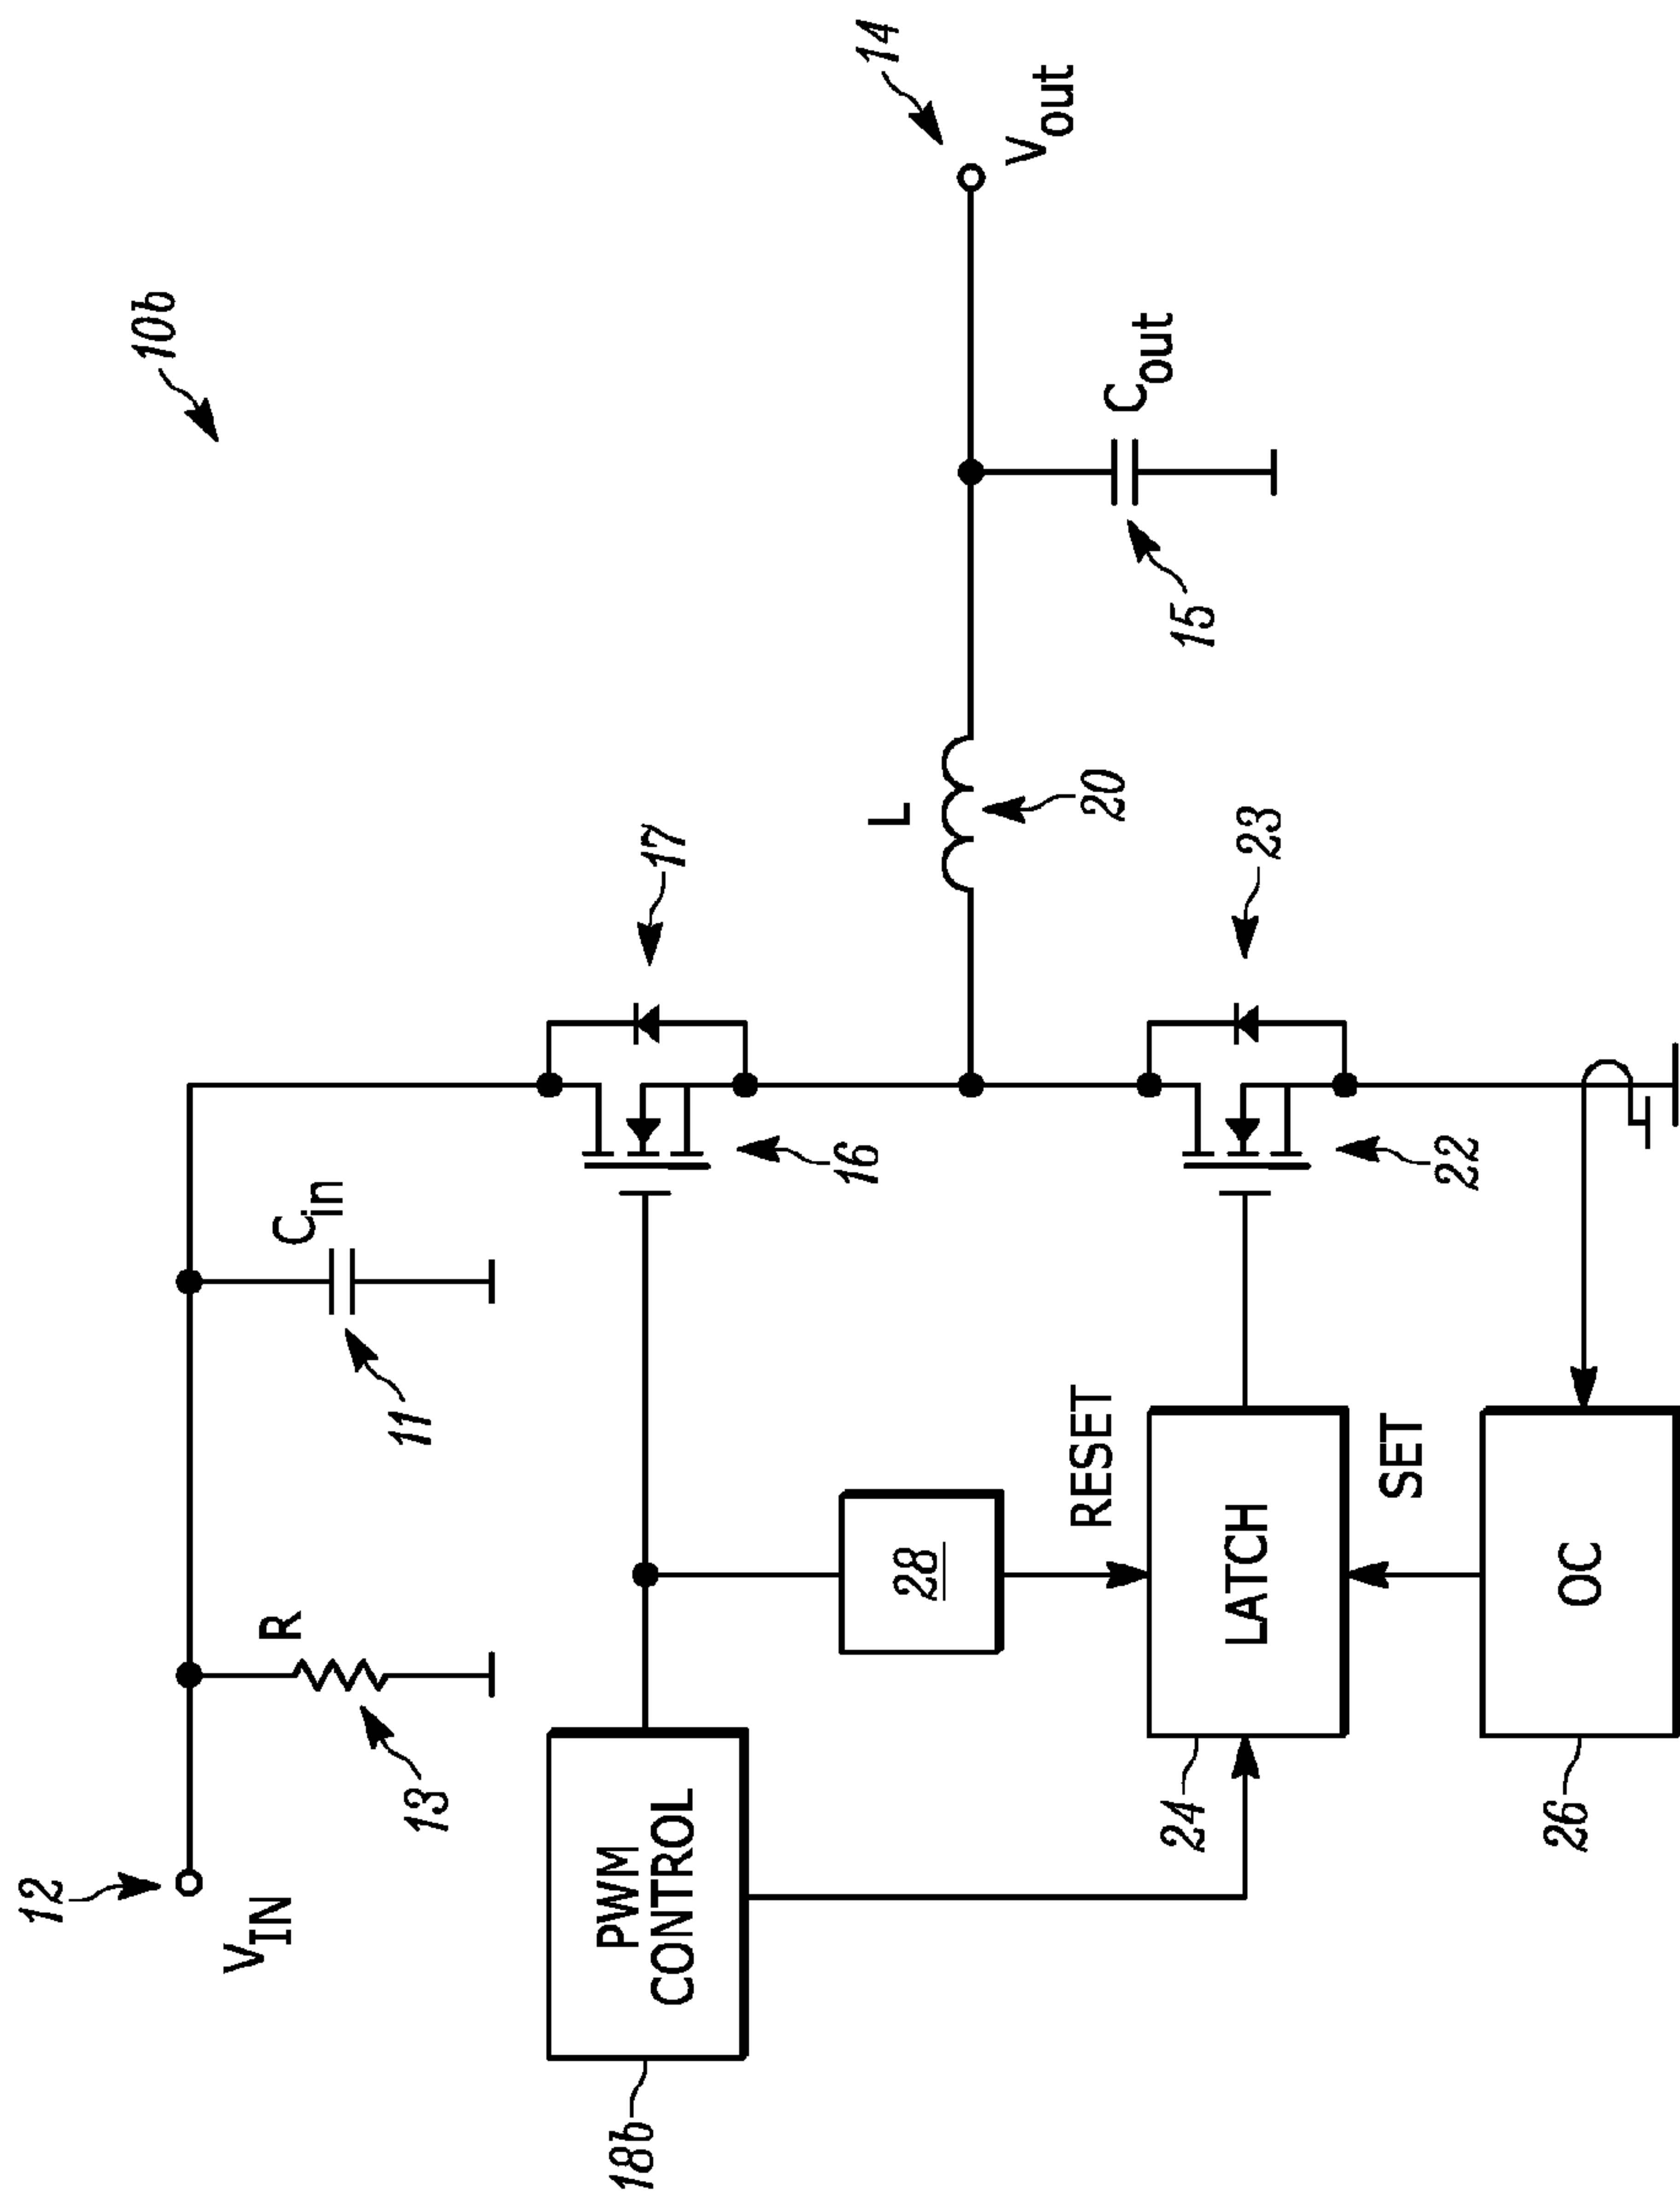 10b
12
VIN
R
13
Cin
11
17
16
18b
PWM
CONTROL
28
L
20
14
Vout
Cout
15
RESET
24
LATCH
SET
22
23
26
OC